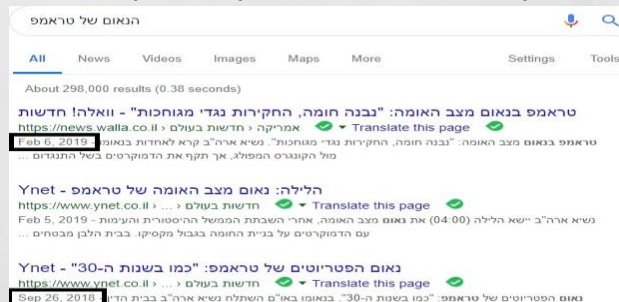 הנאום של טראמפ
All News Videos Images Maps More Settings Tools
About 298,000 results (0.38 seconds)
טראמפ בנאום מצב האומה: "נבנה חומה, החקירות נגדי מגוחכות" - וואלה! חדשות
https://news.walla.co.il › אמריקה › חדשות בעולם ▼ Translate this page
Feb 6, 2019 - טראמפ בנאום מצב האומה: "נבנה חומה, החקירות נגדי מגוחכות". נשיא ארה"ב קרא לאחדות בנאומו
מול הקונגרס המפולג, אך תקף את הדמוקרטים בשל התנגדותם ...
הלילה: נאום מצב האומה של טראמפ - Ynet
https://www.ynet.co.il › ... › חדשות בעולם ▼ Translate this page
Feb 5, 2019 - נשיא ארה"ב יישא הלילה (04:00) את נאום מצב האומה, אחרי השבתת הממשל ההיסטורית והעימות
עם הדמוקרטים על בניית החומה בגבול מקסיקו. בבית הלבן מבטיחים ...
נאום הפטריוטים של טראמפ: "כמו בשנות ה-30" - Ynet
https://www.ynet.co.il › ... › חדשות בעולם ▼ Translate this page
Sep 26, 2018 - נאום הפטריוטים של טראמפ: "כמו בשנות ה-30". בנאומו באו"ם השתלח נשיא ארה"ב בבית הדין